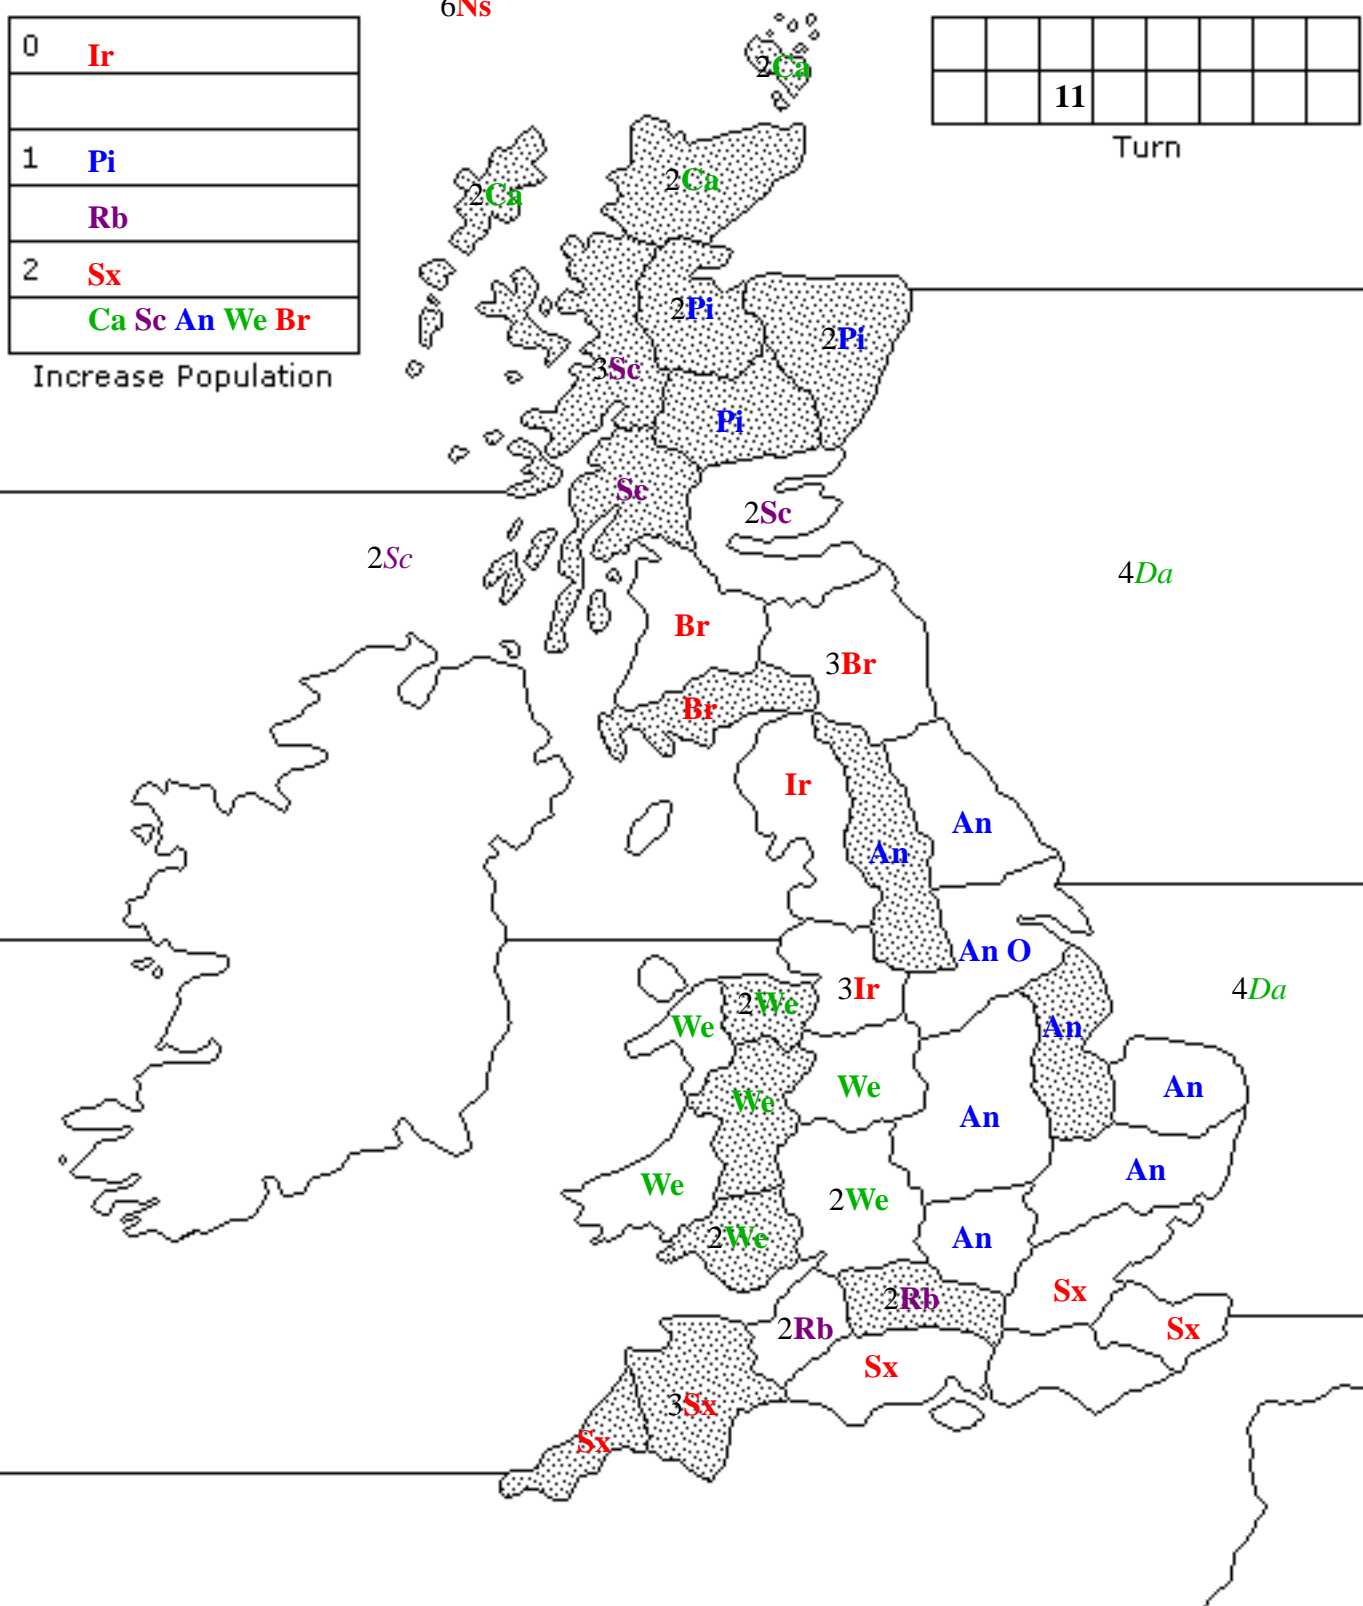 6Ns
0 Ir
1 Pi
Rb
2 Sx
Ca Sc An We Br
Increase Population
11
Turn
2Ca
2Ca
2Ca
2Pi
2Pi
3Sc
Pi
Sc
2Sc
2Sc
4Da
Br
3Br
Br
Ir
An
An
An O
3Ir
4Da
2We
We
An
We
We
An
An
We
2We
An
2We
An
Sx
2Rb
2Rb
Sx
Sx
3Sx
Sx